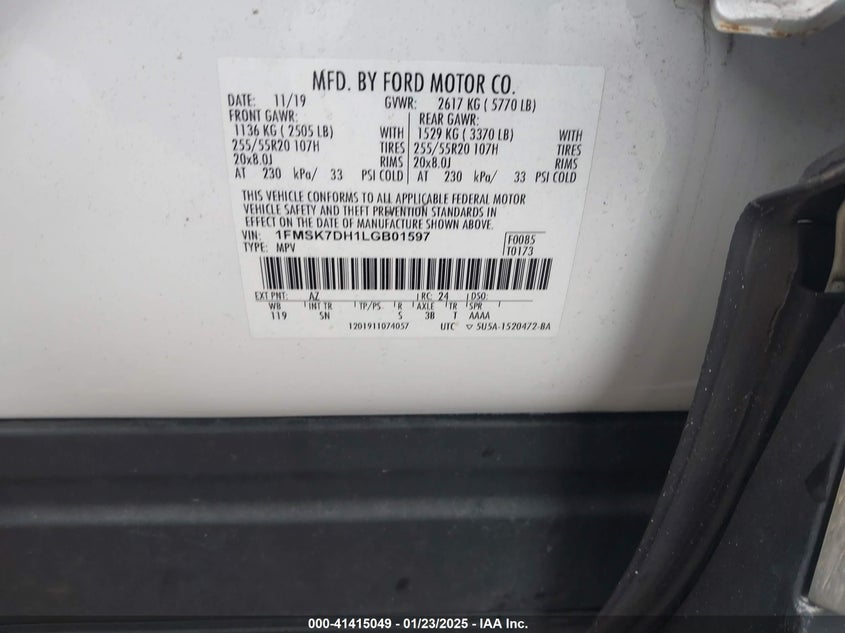 MFD. BY FORD MOTOR CO.
DATE: 11/19 GVWR: 2617 KG ( 5770 LB)
FRONT GAWR: REAR GAWR:
1136 KG ( 2505 LB) WITH 1529 KG ( 3370 LB) WITH
255/55R20 107H TIRES 255/55R20 107H TIRES
20x8.0J RIMS 20x8.0J RIMS
AT 230 kPa/ 33 PSI COLD AT 230 kPa/ 33 PSI COLD
THIS VEHICLE CONFORMS TO ALL APPLICABLE FEDERAL MOTOR
VEHICLE SAFETY AND THEFT PREVENTION STANDARDS IN
EFFECT ON THE DATE OF MANUFACTURE SHOWN ABOVE.
VIN: 1FMSK7DH1LGB01597 F0085
TYPE: MPV T0173
EXT PNT: AZ RC: 24 DSO:
WB INT TR TP/PS R AXLE TR SPR
119 SN S 3B T AAAA
1201911074057 UTC ▽ 5U5A-1520472-BA
000-41415049 - 01/23/2025 - IAA Inc.